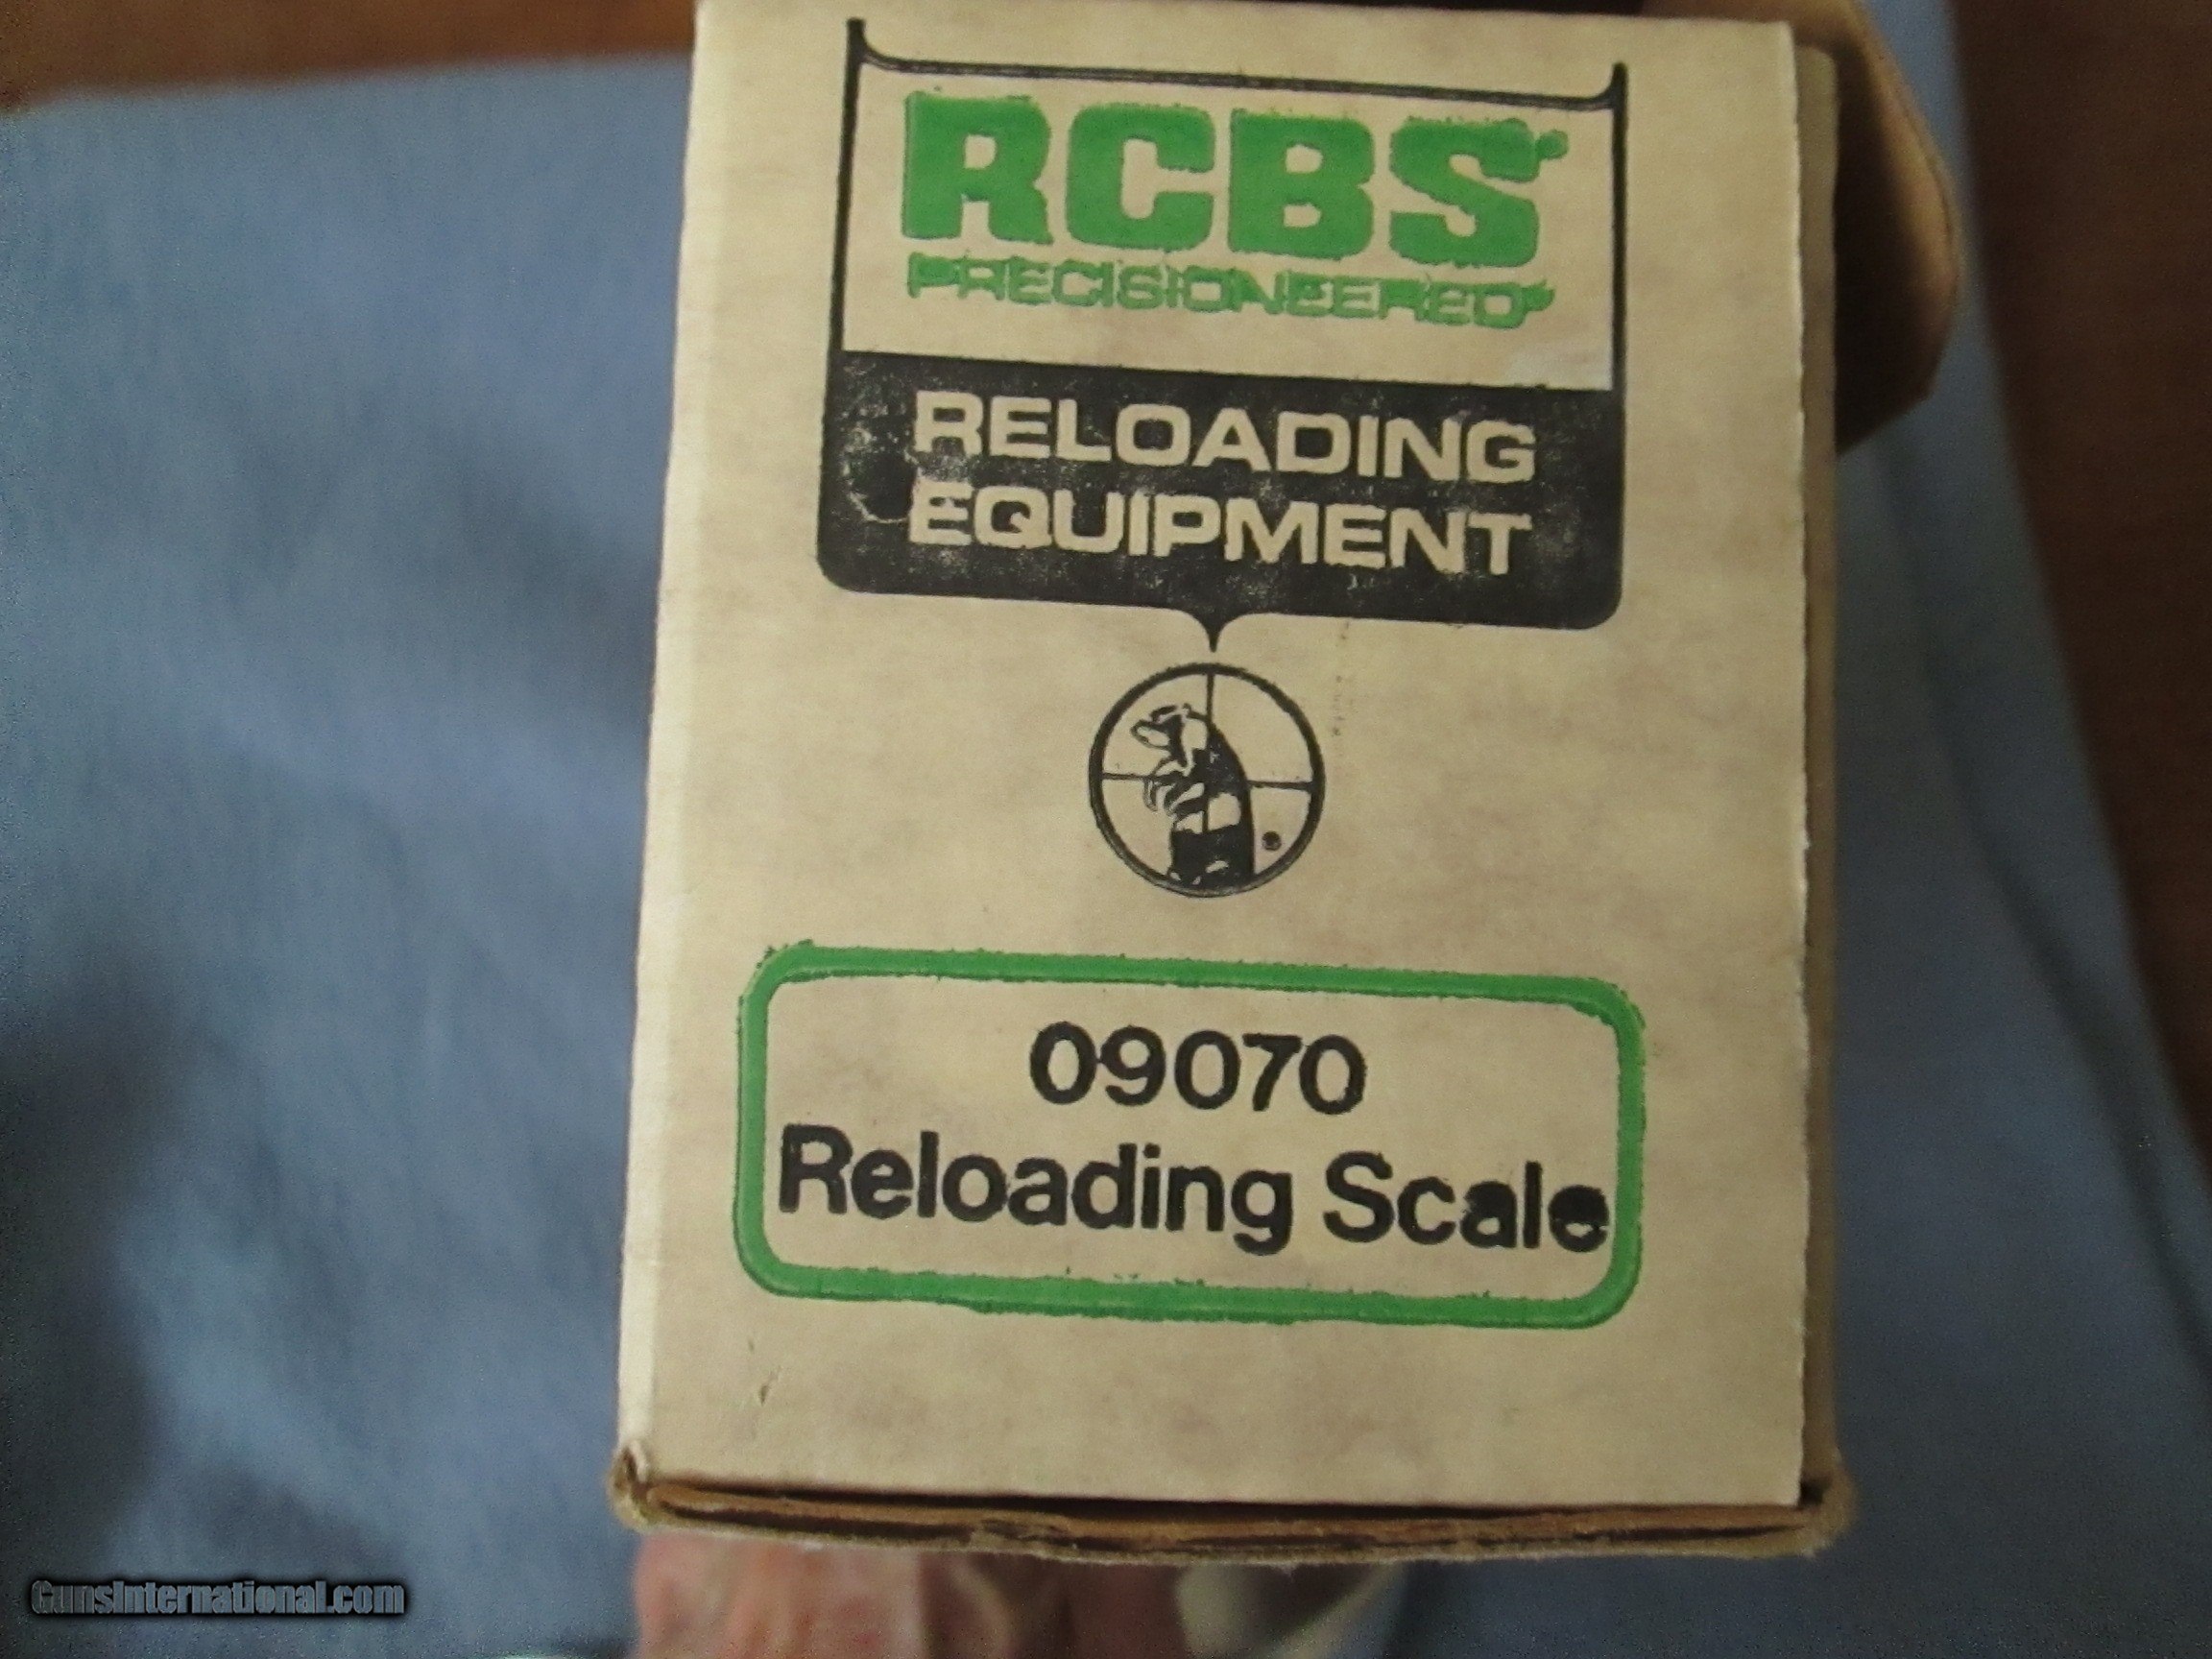 RCBS
PRECISIONEERED
RELOADING
EQUIPMENT
09070
Reloading Scale
GunsInternational.com